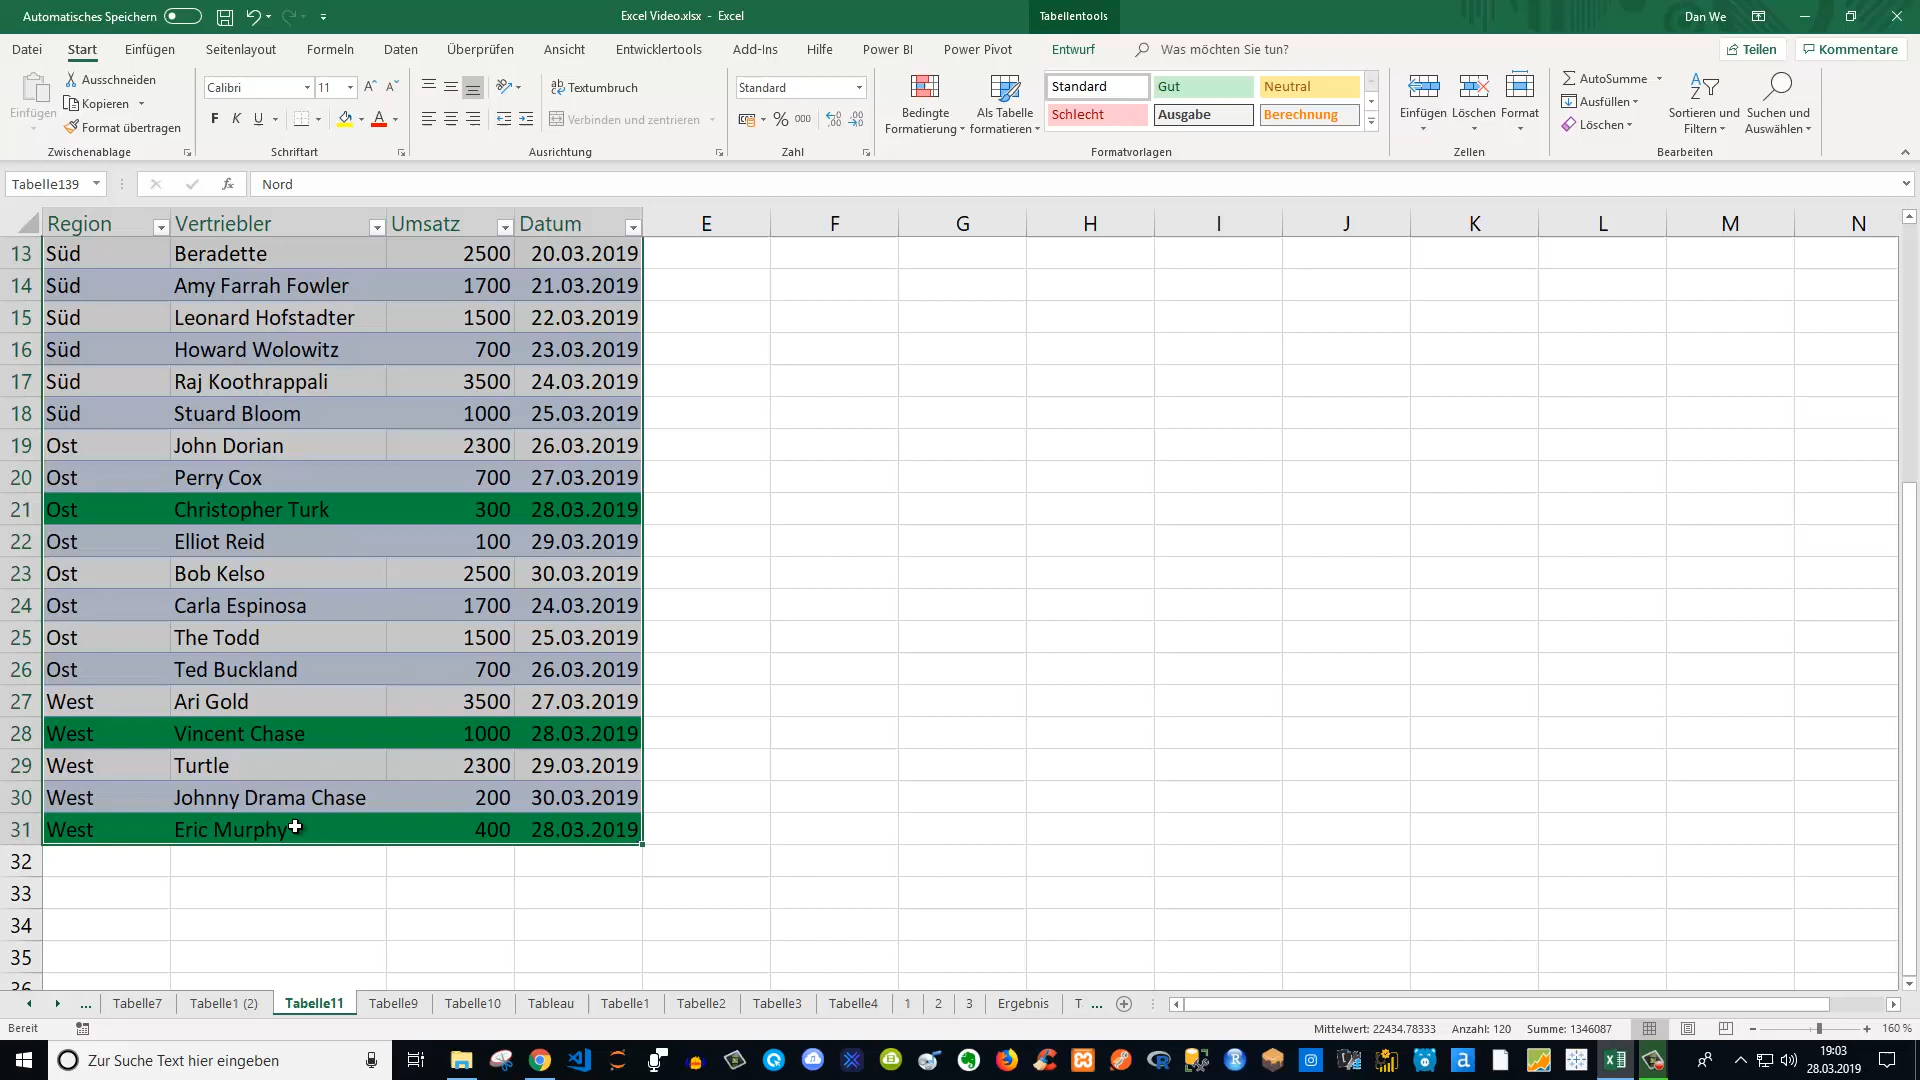 Automatisches Speichern
Excel Video.xlsx - Excel
Tabellentools
Dan We
Datei Start Einfügen Seitenlayout Formeln Daten Überprüfen Ansicht Entwicklertools Add-Ins Hilfe Power BI Power Pivot Entwurf Was möchten Sie tun? Teilen Kommentare
Einfügen
Ausschneiden
Kopieren
Format übertragen
Zwischenablage
Calibri 11
F K U
Schriftart
Textumbruch
Verbinden und zentrieren
Ausrichtung
Standard
% 000
Zahl
Bedingte Formatierung
Als Tabelle formatieren
Standard Gut Neutral
Schlecht Ausgabe Berechnung
Formatvorlagen
Einfügen Löschen Format
Zellen
AutoSumme
Ausfüllen
Löschen
Sortieren und Filtern
Suchen und Auswählen
Bearbeiten
Tabelle139 fx Nord
Region Vertriebler Umsatz Datum E F G H I J K L M N
13 Süd Beradette 2500 20.03.2019
14 Süd Amy Farrah Fowler 1700 21.03.2019
15 Süd Leonard Hofstadter 1500 22.03.2019
16 Süd Howard Wolowitz 700 23.03.2019
17 Süd Raj Koothrappali 3500 24.03.2019
18 Süd Stuard Bloom 1000 25.03.2019
19 Ost John Dorian 2300 26.03.2019
20 Ost Perry Cox 700 27.03.2019
21 Ost Christopher Turk 300 28.03.2019
22 Ost Elliot Reid 100 29.03.2019
23 Ost Bob Kelso 2500 30.03.2019
24 Ost Carla Espinosa 1700 24.03.2019
25 Ost The Todd 1500 25.03.2019
26 Ost Ted Buckland 700 26.03.2019
27 West Ari Gold 3500 27.03.2019
28 West Vincent Chase 1000 28.03.2019
29 West Turtle 2300 29.03.2019
30 West Johnny Drama Chase 200 30.03.2019
31 West Eric Murphy 400 28.03.2019
32
33
34
35
36
... Tabelle7 Tabelle1 (2) Tabelle11 Tabelle9 Tabelle10 Tableau Tabelle1 Tabelle2 Tabelle3 Tabelle4 1 2 3 Ergebnis T ...
Bereit Mittelwert: 22434.78333 Anzahl: 120 Summe: 1346087 160 %
Zur Suche Text hier eingeben
19:03
28.03.2019